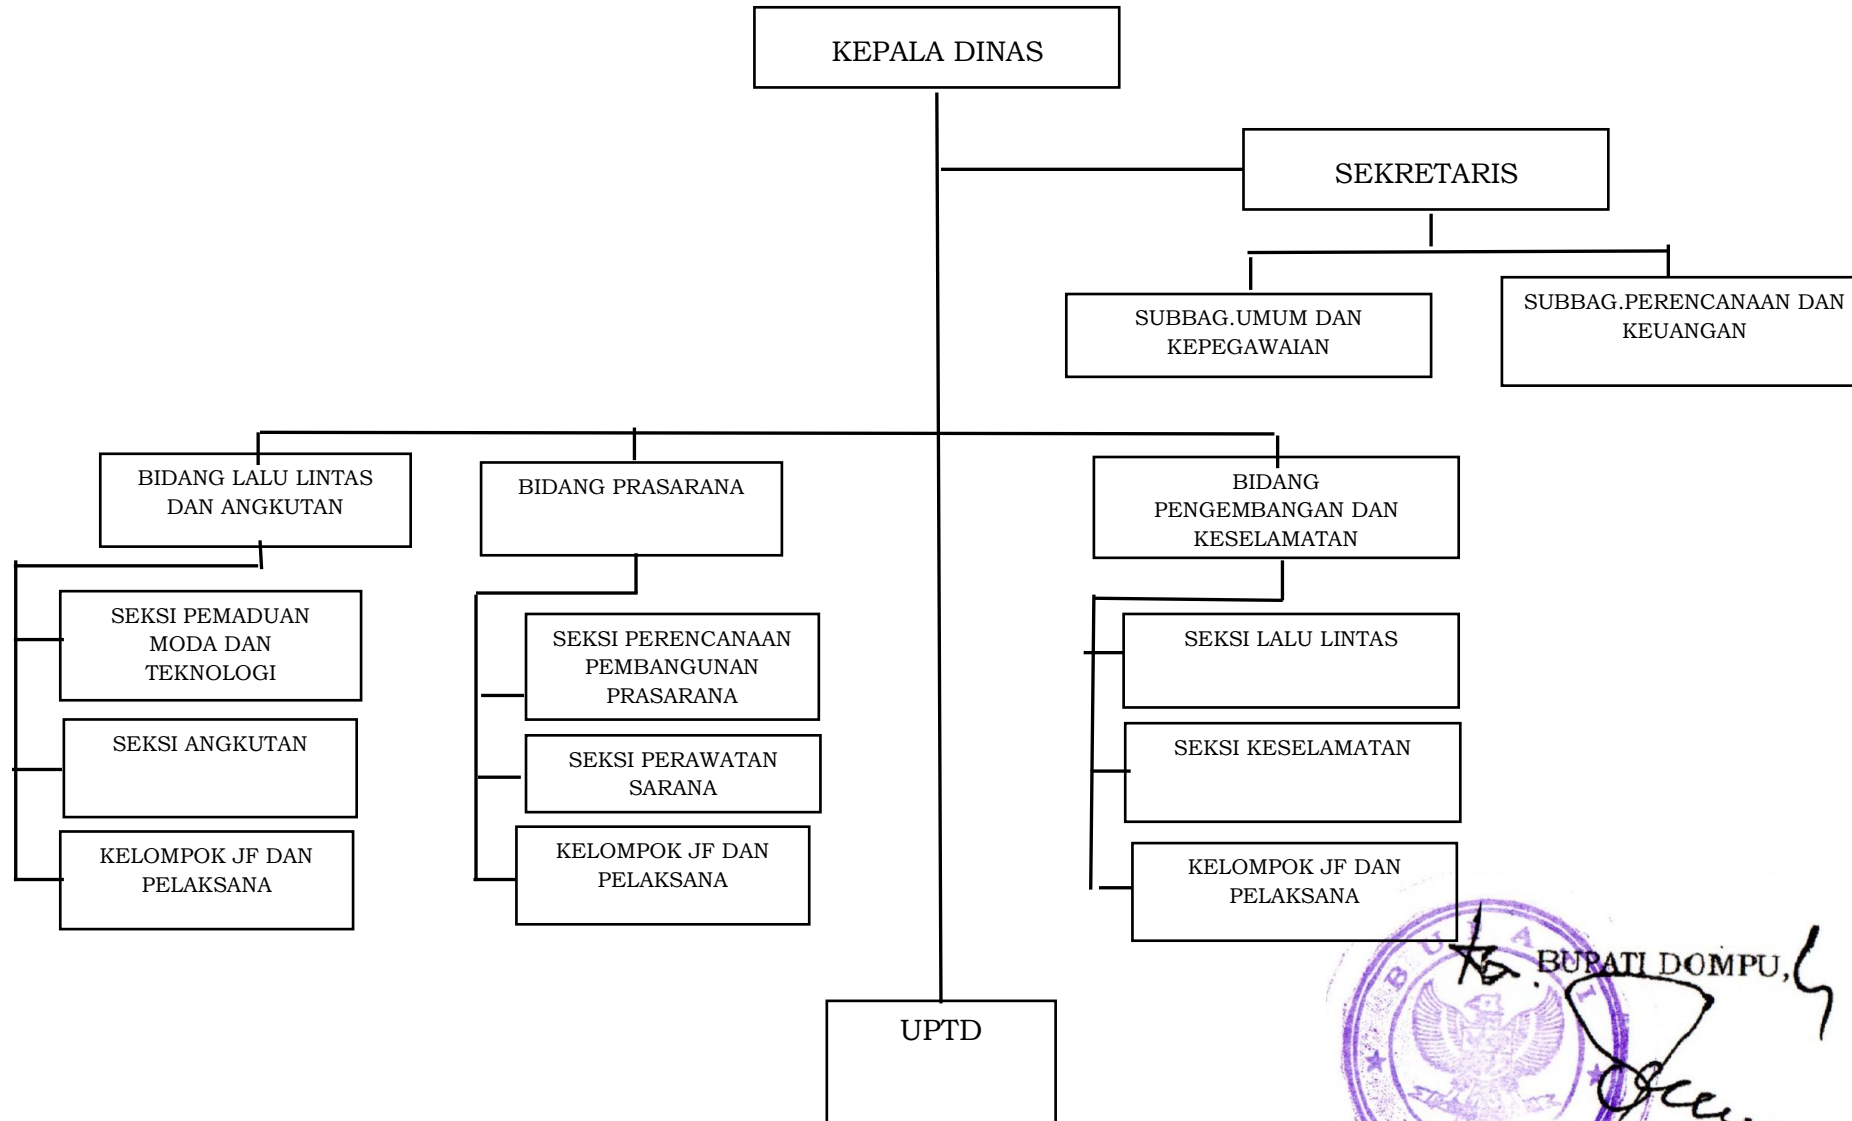 KEPALA DINAS
SEKRETARIS
SUBBAG.UMUM DAN
KEPEGAWAIAN
SUBBAG.PERENCANAAN DAN
KEUANGAN
BIDANG LALU LINTAS
DAN ANGKUTAN
BIDANG PRASARANA
BIDANG
PENGEMBANGAN DAN
KESELAMATAN
SEKSI PEMADUAN
MODA DAN
TEKNOLOGI
SEKSI ANGKUTAN
KELOMPOK JF DAN
PELAKSANA
SEKSI PERENCANAAN
PEMBANGUNAN
PRASARANA
SEKSI PERAWATAN
SARANA
KELOMPOK JF DAN
PELAKSANA
SEKSI LALU LINTAS
SEKSI KESELAMATAN
KELOMPOK JF DAN
PELAKSANA
UPTD
BUPATI DOMPU,
BUPATI